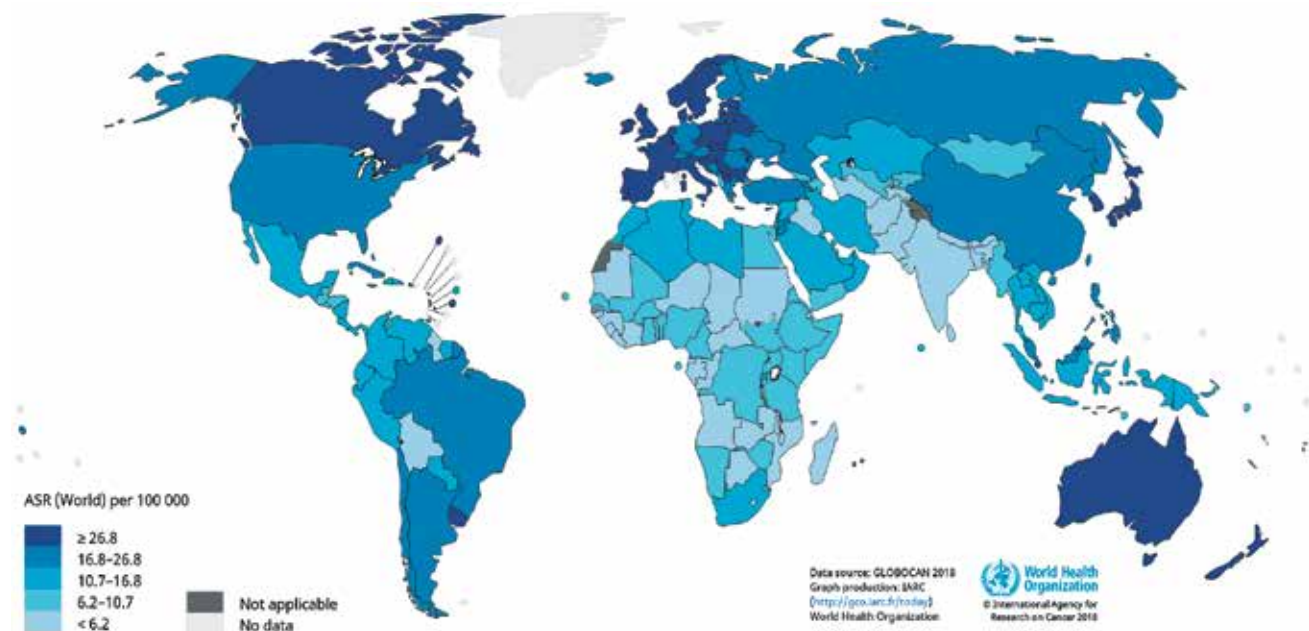 ASR (World) per 100 000
≥ 26.8
16.8–26.8
10.7–16.8
6.2–10.7
< 6.2
Not applicable
No data
Data source: GLOBOCAN 2018
Graph production: IARC
(http://gco.iarc.fr/today)
World Health Organization
World Health
Organization
© International Agency for
Research on Cancer 2018